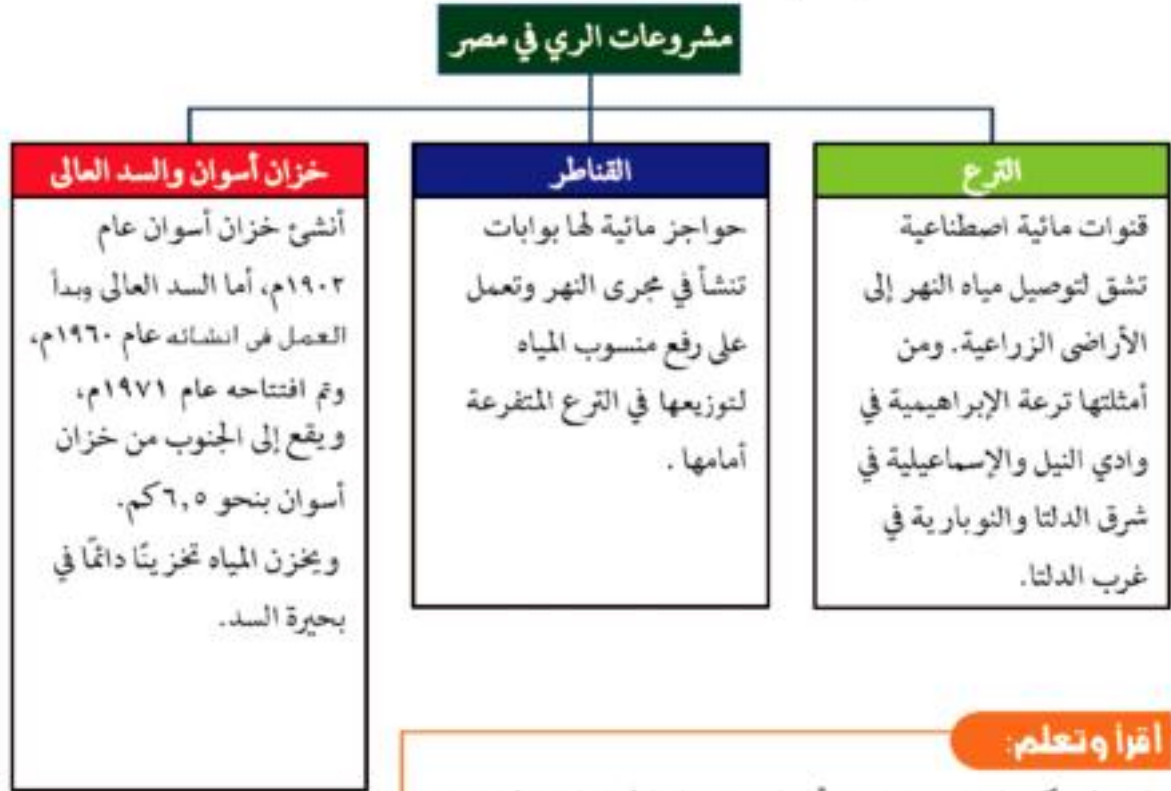 مشروعات الري في مصر
الترع
قنوات مائية اصطناعية
تشق لتوصيل مياه النهر إلى
الأراضى الزراعية. ومن
أمثلتها ترعة الإبراهيمية في
وادي النيل والإسماعيلية في
شرق الدلتا والنوبارية في
غرب الدلتا.
القناطر
حواجز مائية لها بوابات
تنشأ في مجرى النهر وتعمل
على رفع منسوب المياه
لتوزيعها في الترع المتفرعة
أمامها .
خزان أسوان والسد العالى
أنشئ خزان أسوان عام
١٩٠٢م، أما السد العالى وبدأ
العمل فى انشائه عام ١٩٦٠م،
وتم افتتاحه عام ١٩٧١م،
ويقع إلى الجنوب من خزان
أسوان بنحو ٦,٥كم.
ويخزن المياه تخزينًا دائمًا في
بحيرة السد.
أقرأ وتعلم: